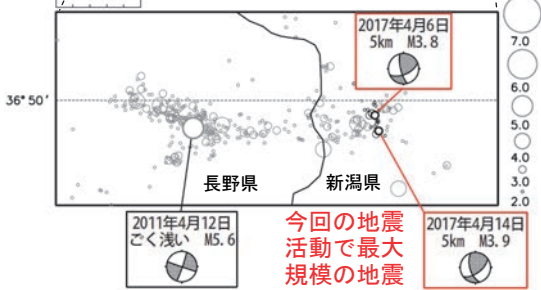 2017年4月6日
5km M3.8
7.0
6.0
5.0
4.0
3.0
2.0
36°50′
長野県
新潟県
2011年4月12日
ごく浅い M5.6
今回の地震
活動で最大
規模の地震
2017年4月14日
5km M3.9